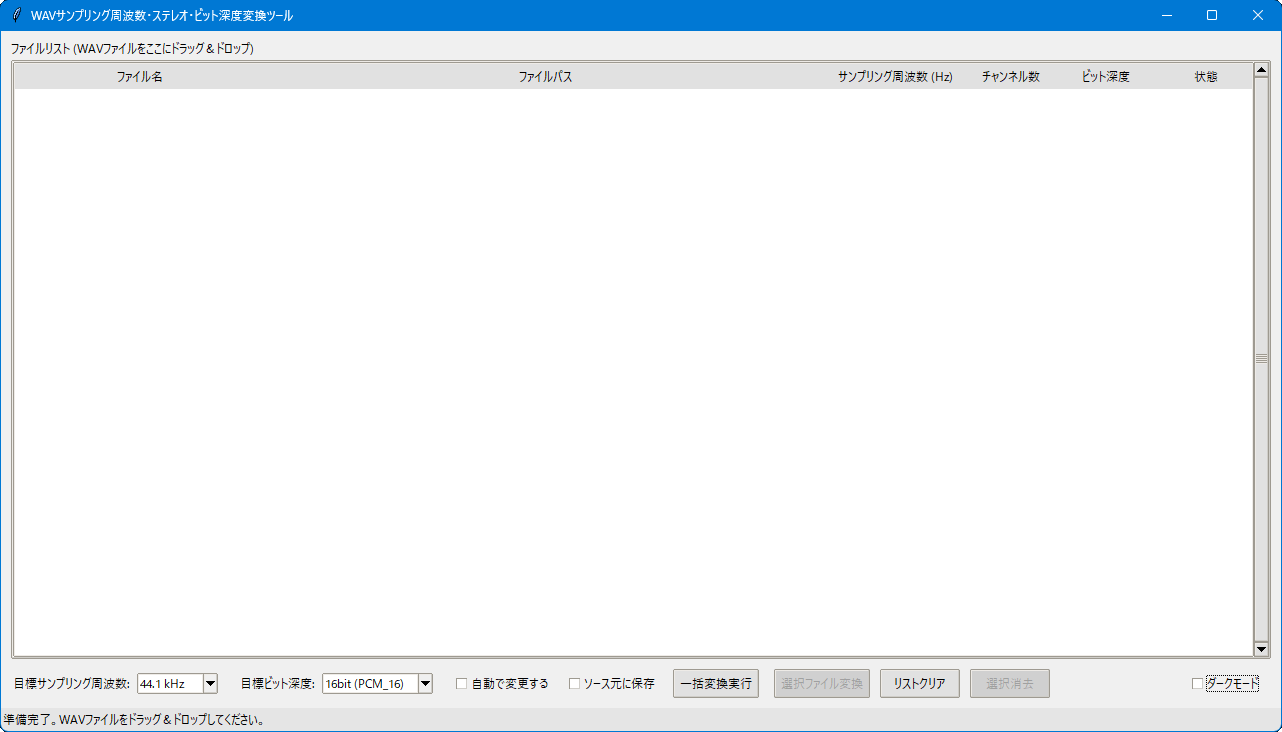 WAVサンプリング周波数・ステレオ・ビット深度変換ツール
ファイルリスト (WAVファイルをここにドラッグ＆ドロップ)
ファイル名 ファイルパス サンプリング周波数 (Hz) チャンネル数 ビット深度 状態
目標サンプリング周波数: 44.1 kHz 目標ビット深度: 16bit (PCM_16) 自動で変更する ソース元に保存 一括変換実行 選択ファイル変換 リストクリア 選択消去 ダークモード
準備完了。WAVファイルをドラッグ＆ドロップしてください。